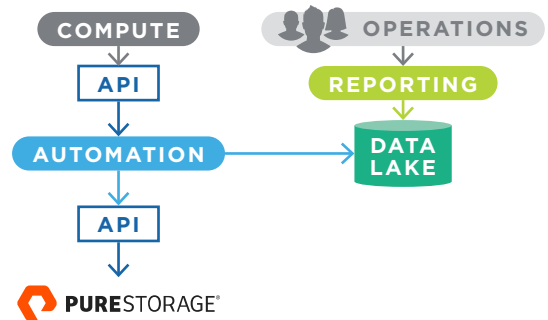 COMPUTE
OPERATIONS
API
REPORTING
AUTOMATION
DATA
LAKE
API
PURESTORAGE®